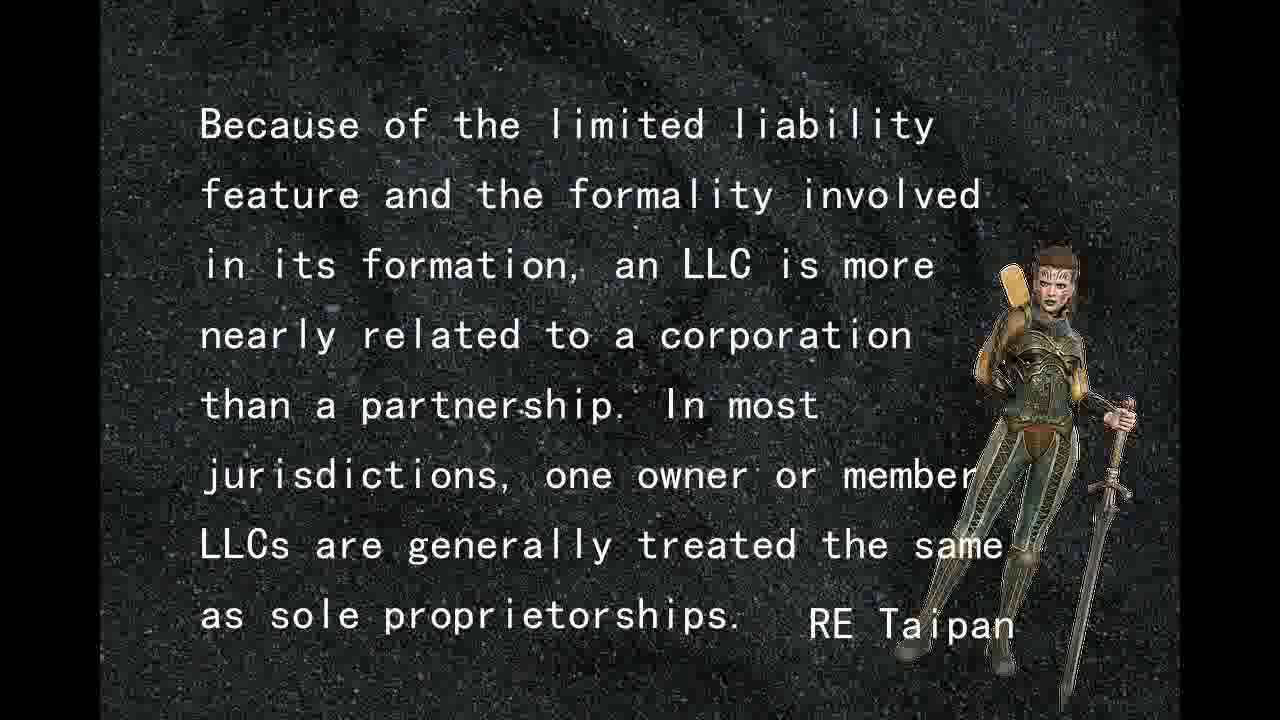 Because of the limited liability
feature and the formality involved
in its formation, an LLC is more
nearly related to a corporation
than a partnership. In most
jurisdictions, one owner or member
LLCs are generally treated the same
as sole proprietorships.
RE Taipan